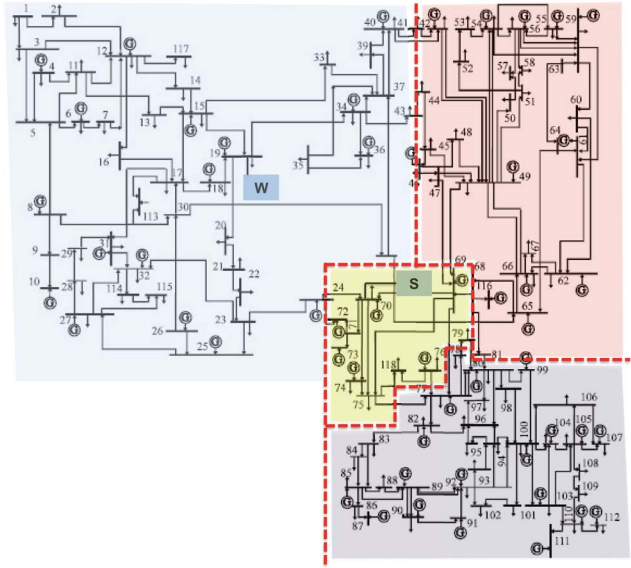 1 2 40 41 42 53 54 55 59
G G G G G
56
3 12 117 39 G 52 57 58 63
4 11 G 33 37 G G
G 14 44 51 60
6 G 34 43 50
5 7 13 15 G 64 G 61
16 19 G 36 45 48
17 18 W 35 G G 46 47 49 G
8 G 30
113 67
20 69 68 66 62
9 29 31 G 21 S G G G
10 28 114 32 22 24 116 G
G 115 72 70 65
27 G 26 23 G G 71 G 79 G
G 25 73 76 81
G 118 G 80 99
74 G 77 G
75 97 98 106
82 96 100 104 105 107
G G G G
83 95 94 108
84 93 109
85 88 89 92 G 103
G 86 G 102 101 110 112
87 G 90 G 91 G 111 G